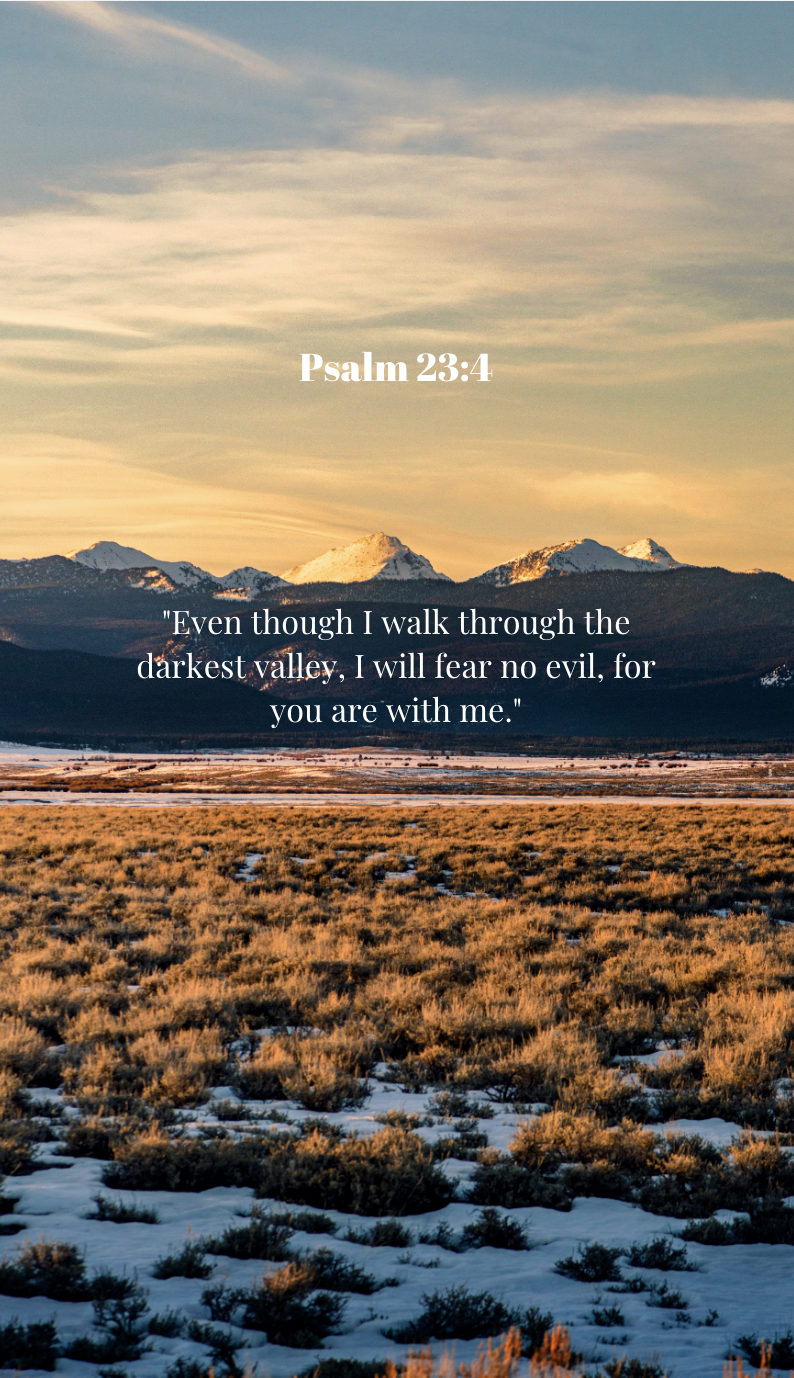 Psalm 23:4
"Even though I walk through the
darkest valley, I will fear no evil, for
you are with me."